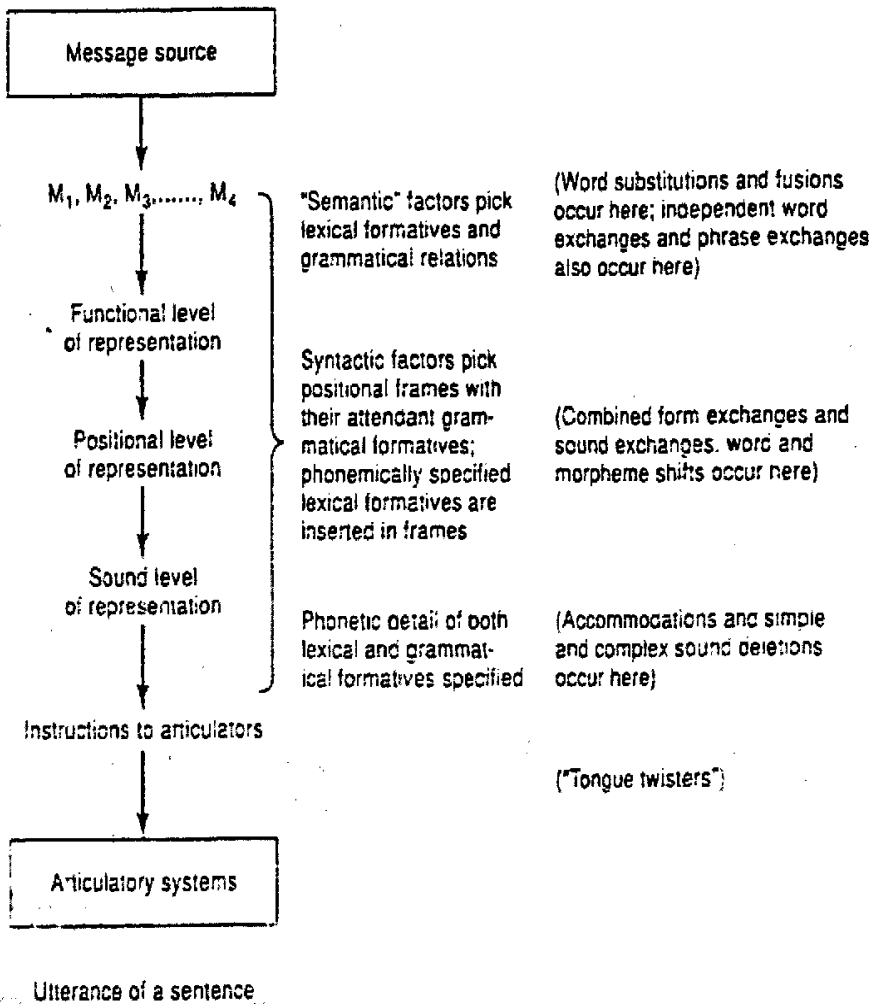 Message source
M1, M2, M3,......, M4
"Semantic" factors pick
lexical formatives and
grammatical relations
(Word substitutions and fusions
occur here; independent word
exchanges and phrase exchanges
also occur here)
Functional level
of representation
Syntactic factors pick
positional frames with
their attendant gram-
matical formatives;
phonemically specified
lexical formatives are
inserted in frames
Positional level
of representation
(Combined form exchanges and
sound exchanges, word and
morpheme shifts occur here)
Sound level
of representation
Phonetic detail of both
lexical and grammat-
ical formatives specified
(Accommodations and simple
and complex sound deletions
occur here)
Instructions to articulators
("Tongue twisters")
Articulatory systems
Utterance of a sentence